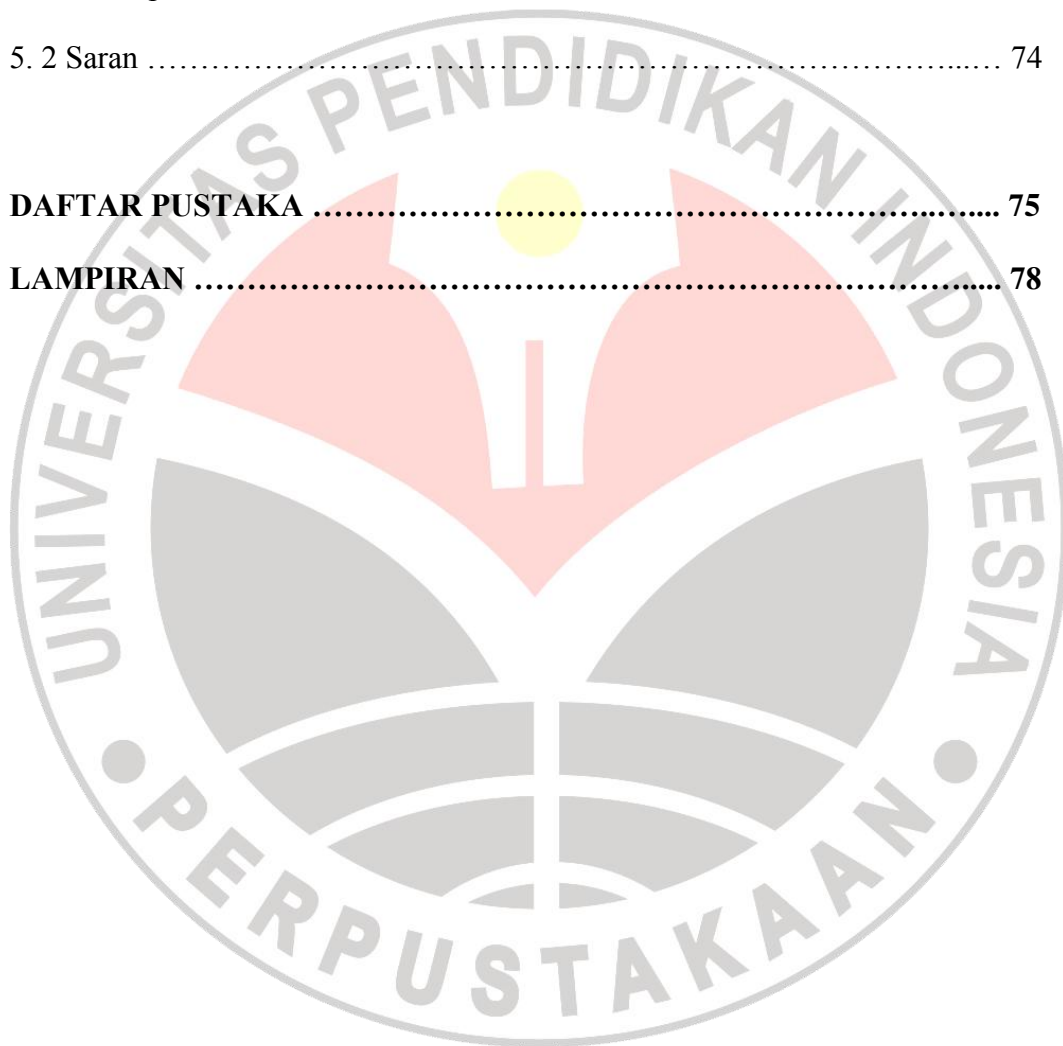 5. 2 Saran ……………………………………………………………...… 74
DAFTAR PUSTAKA ………………………………………………….…... 75
LAMPIRAN ………………………………………………………………..... 78
UNIVERSITAS PENDIDIKAN INDONESIA
PERPUSTAKAAN